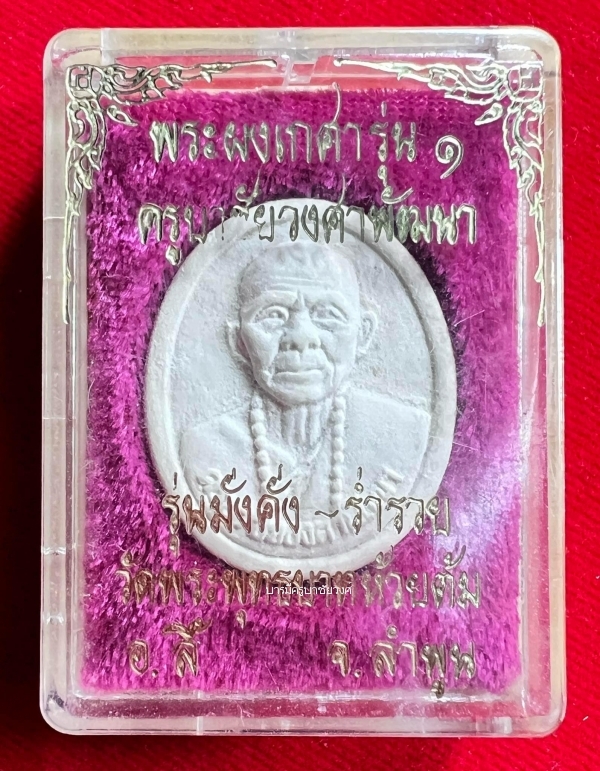 พระผงเกศารุ่น ๑
ครูบาชัยวงศาพัฒนา
รุ่นมั่งคั่ง ~ ร่ำรวย
วัดพระพุทธบาทห้วยต้ม
บารมีครูบาชัยวงศ์
อ. ลี้ จ. ลำพูน